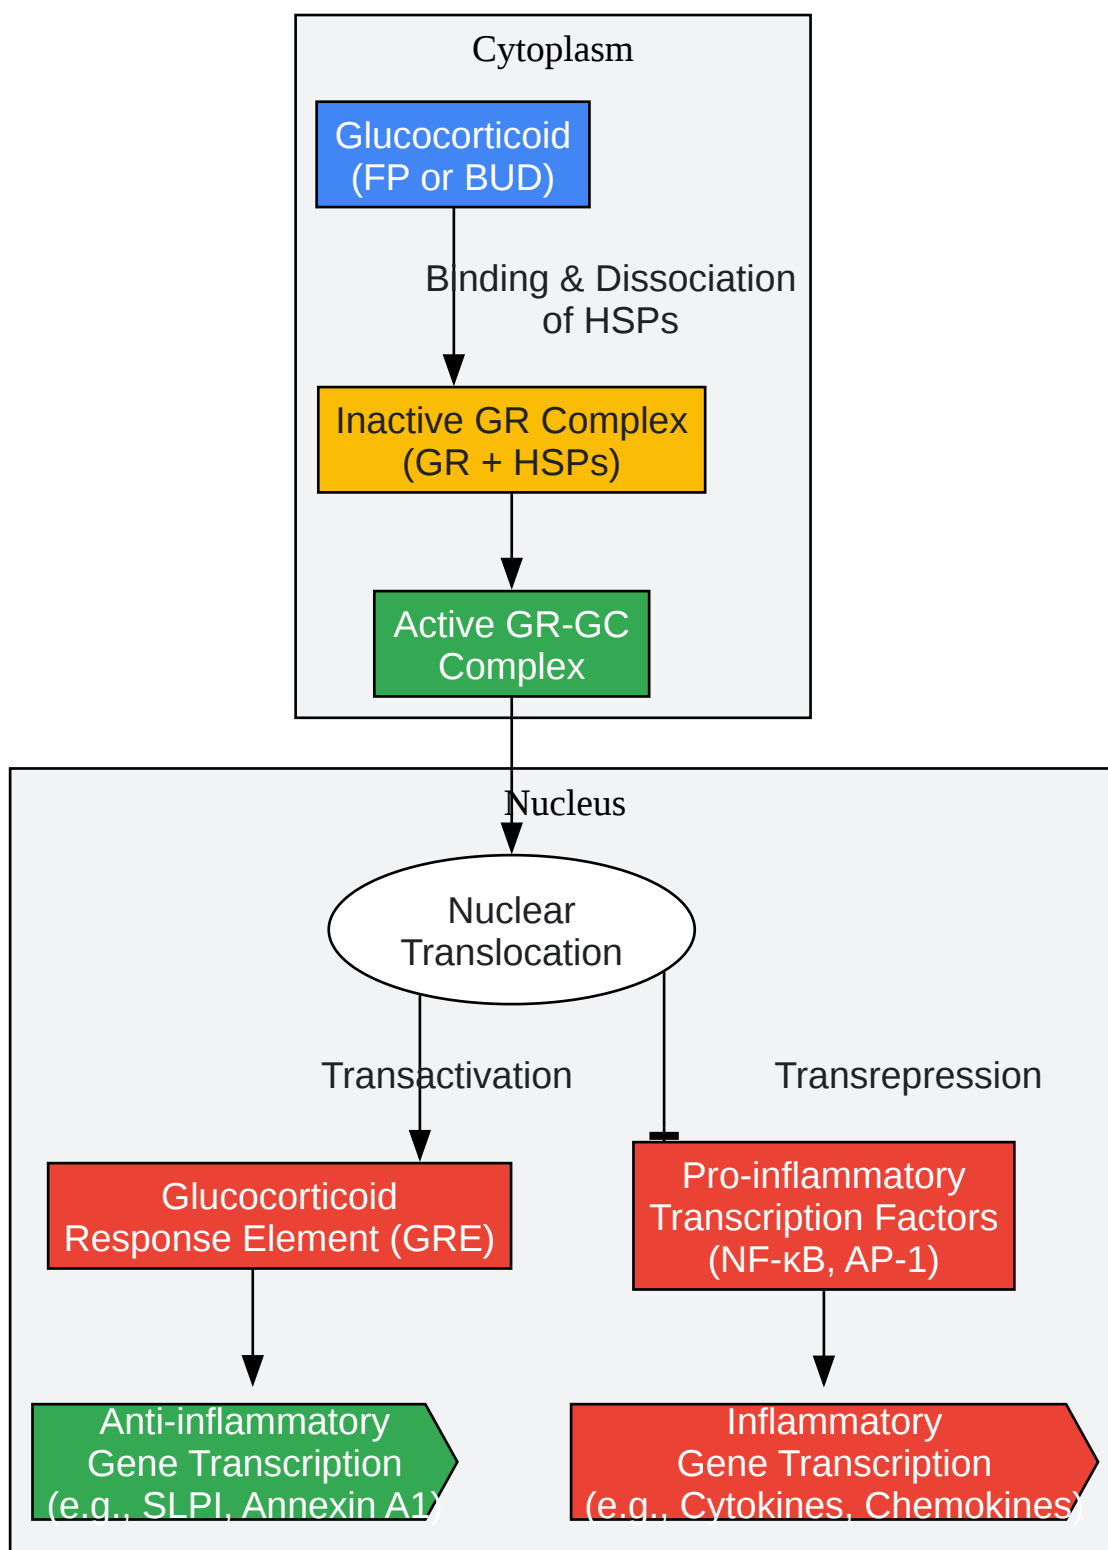 Cytoplasm
Glucocorticoid
(FP or BUD)
Binding & Dissociation
of HSPs
Inactive GR Complex
(GR + HSPs)
Active GR-GC
Complex
Nucleus
Nuclear
Translocation
Transactivation
Transrepression
Glucocorticoid
Response Element (GRE)
Pro-inflammatory
Transcription Factors
(NF-κB, AP-1)
Anti-inflammatory
Gene Transcription
(e.g., SLPI, Annexin A1)
Inflammatory
Gene Transcription
(e.g., Cytokines, Chemokines)